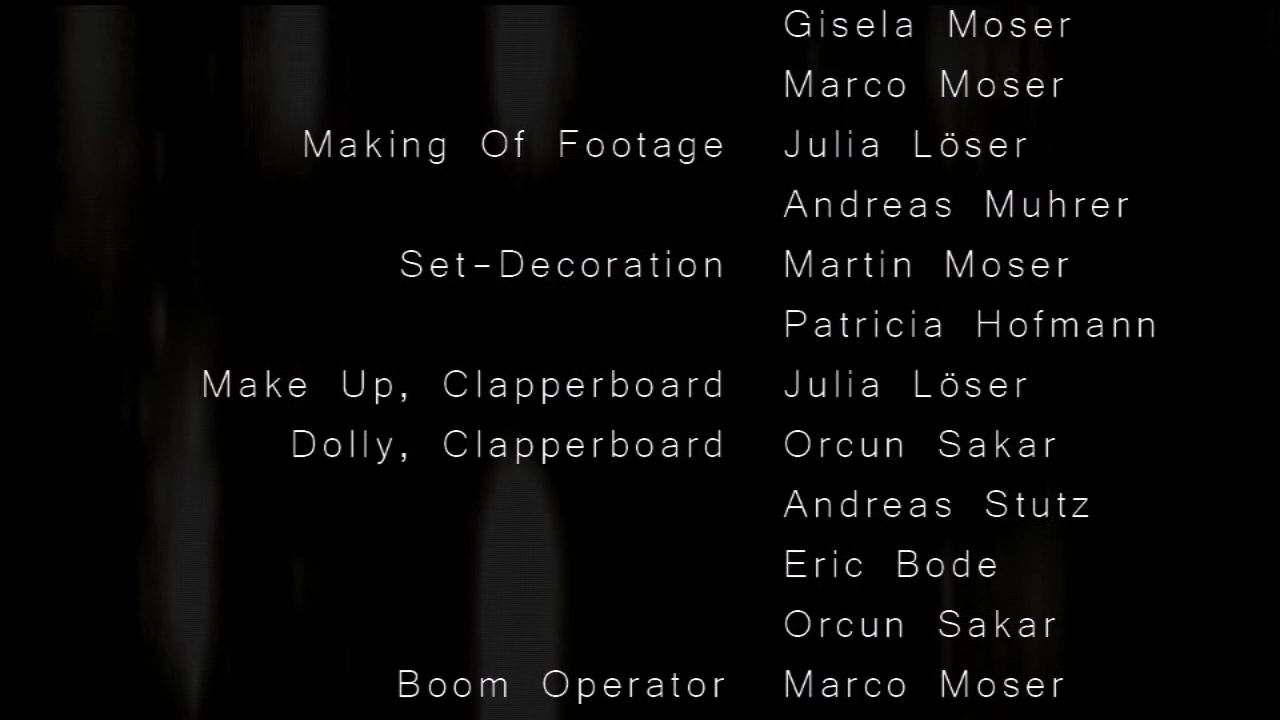 Gisela Moser
Marco Moser
Making Of Footage Julia Löser
Andreas Muhrer
Set-Decoration Martin Moser
Patricia Hofmann
Make Up, Clapperboard Julia Löser
Dolly, Clapperboard Orcun Sakar
Andreas Stutz
Eric Bode
Orcun Sakar
Boom Operator Marco Moser